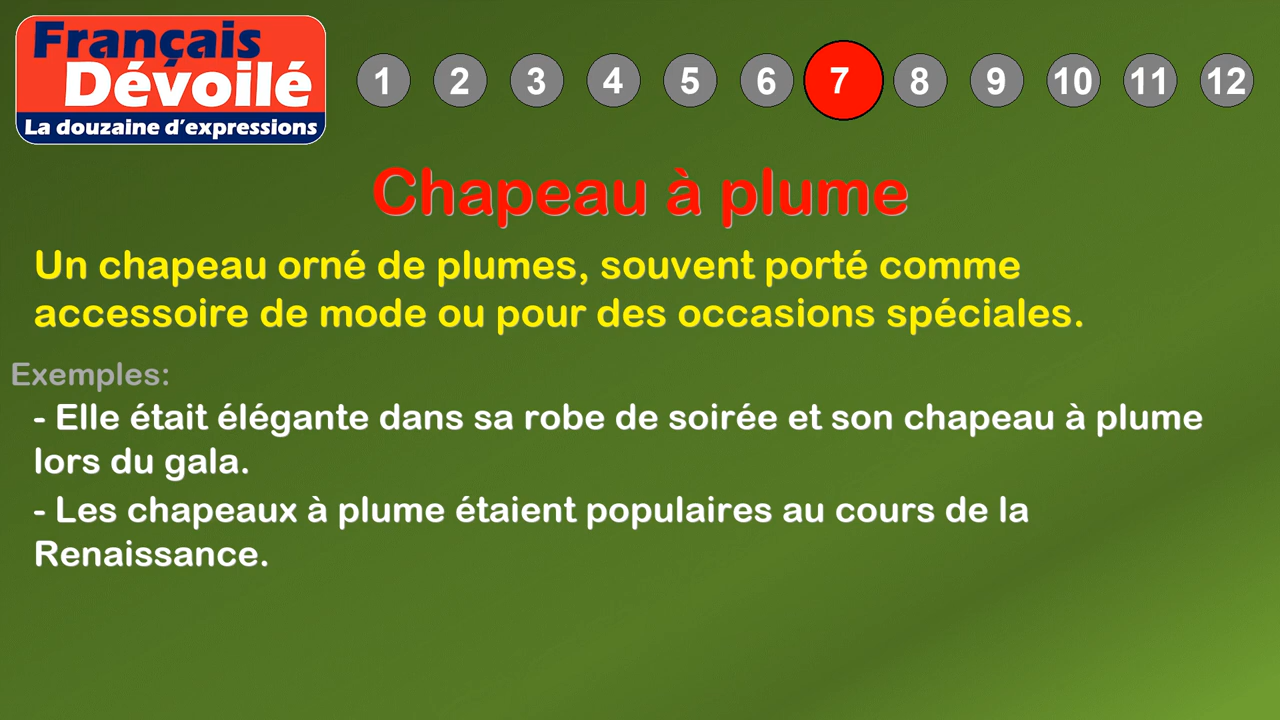 Français
Dévoilé
La douzaine d'expressions
1 2 3 4 5 6 7 8 9 10 11 12
Chapeau à plume
Un chapeau orné de plumes, souvent porté comme
accessoire de mode ou pour des occasions spéciales.
Exemples:
- Elle était élégante dans sa robe de soirée et son chapeau à plume
lors du gala.
- Les chapeaux à plume étaient populaires au cours de la
Renaissance.